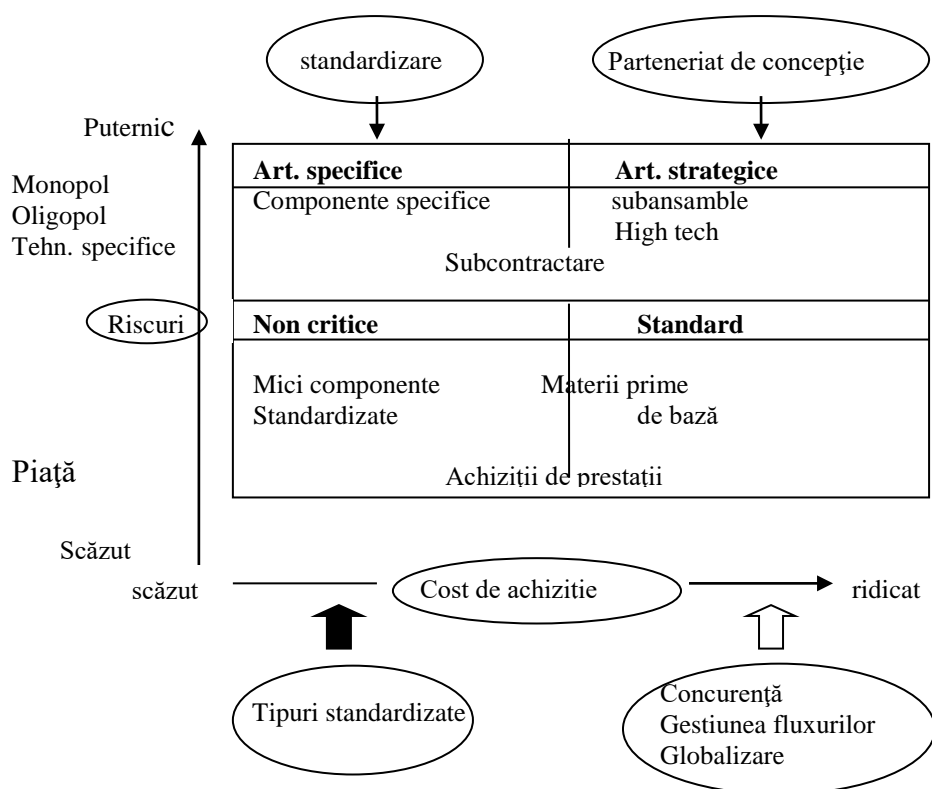 standardizare
Parteneriat de concepţie
Puternic
Art. specifice
Art. strategice
Monopol
Oligopol
Tehn. specifice
Componente specifice
subansamble
High tech
Subcontractare
Riscuri
Non critice
Standard
Mici componente
Standardizate
Materii prime
de bază
Piaţă
Achiziţii de prestaţii
Scăzut
scăzut
Cost de achizitie
ridicat
Tipuri standardizate
Concurenţă
Gestiunea fluxurilor
Globalizare